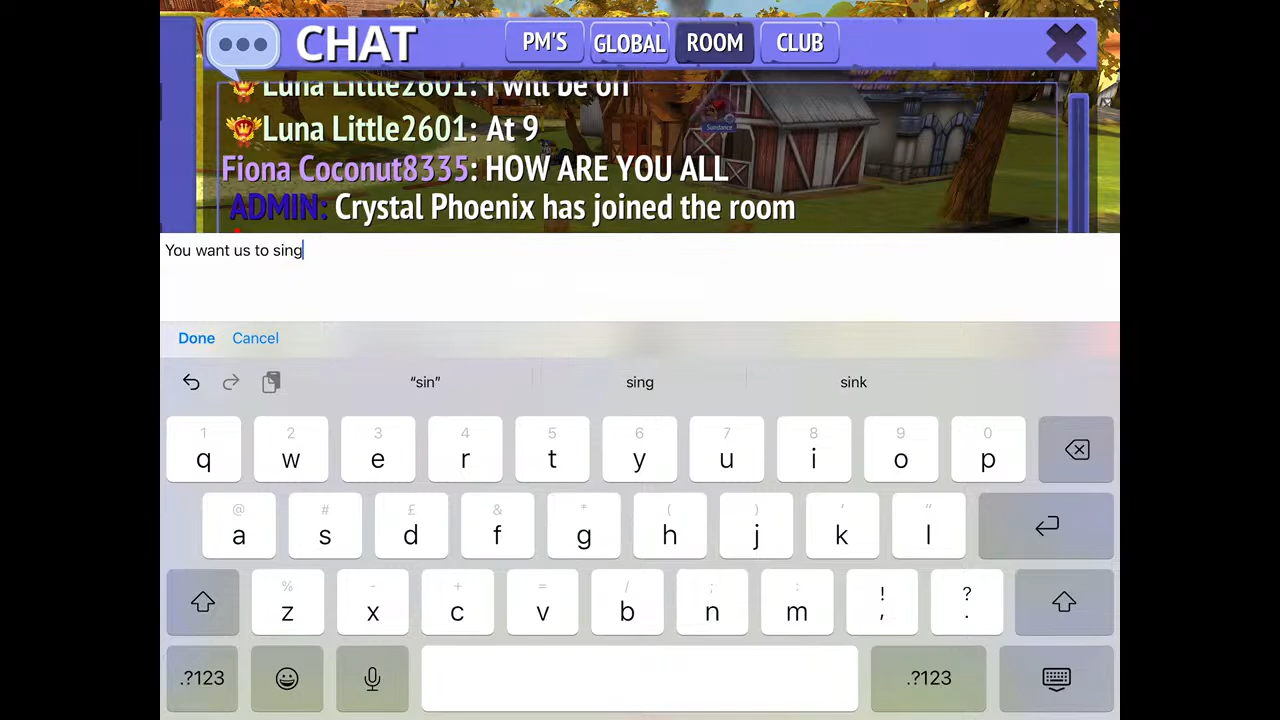 CHAT
PM'S GLOBAL ROOM CLUB
Luna Little2601: I will be on
Luna Little2601: At 9
Sundance
Fiona Coconut8335: HOW ARE YOU ALL
ADMIN: Crystal Phoenix has joined the room
You want us to sing
Done Cancel
“sin” sing sink
1 2 3 4 5 6 7 8 9 0
q w e r t y u i o p
@ # £ & * ( ) ' "
a s d f g h j k l
% - + = / ; : ! ?
z x c v b n m , .
.?123 .?123